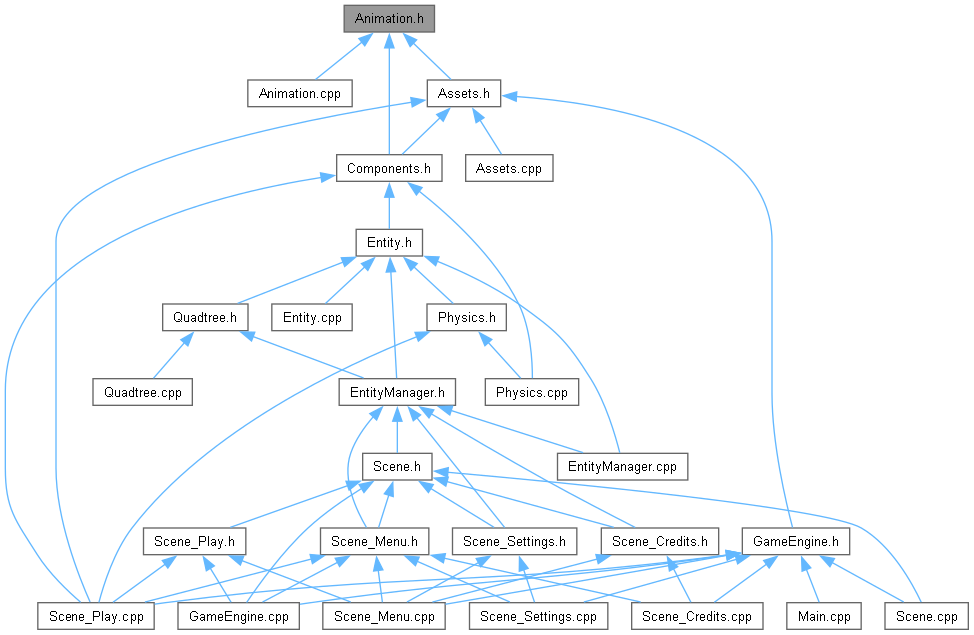 Animation.h
Animation.cpp
Assets.h
Components.h
Assets.cpp
Entity.h
Quadtree.h
Entity.cpp
Physics.h
Quadtree.cpp
EntityManager.h
Physics.cpp
Scene.h
EntityManager.cpp
Scene_Play.h
Scene_Menu.h
Scene_Settings.h
Scene_Credits.h
GameEngine.h
Scene_Play.cpp
GameEngine.cpp
Scene_Menu.cpp
Scene_Settings.cpp
Scene_Credits.cpp
Main.cpp
Scene.cpp